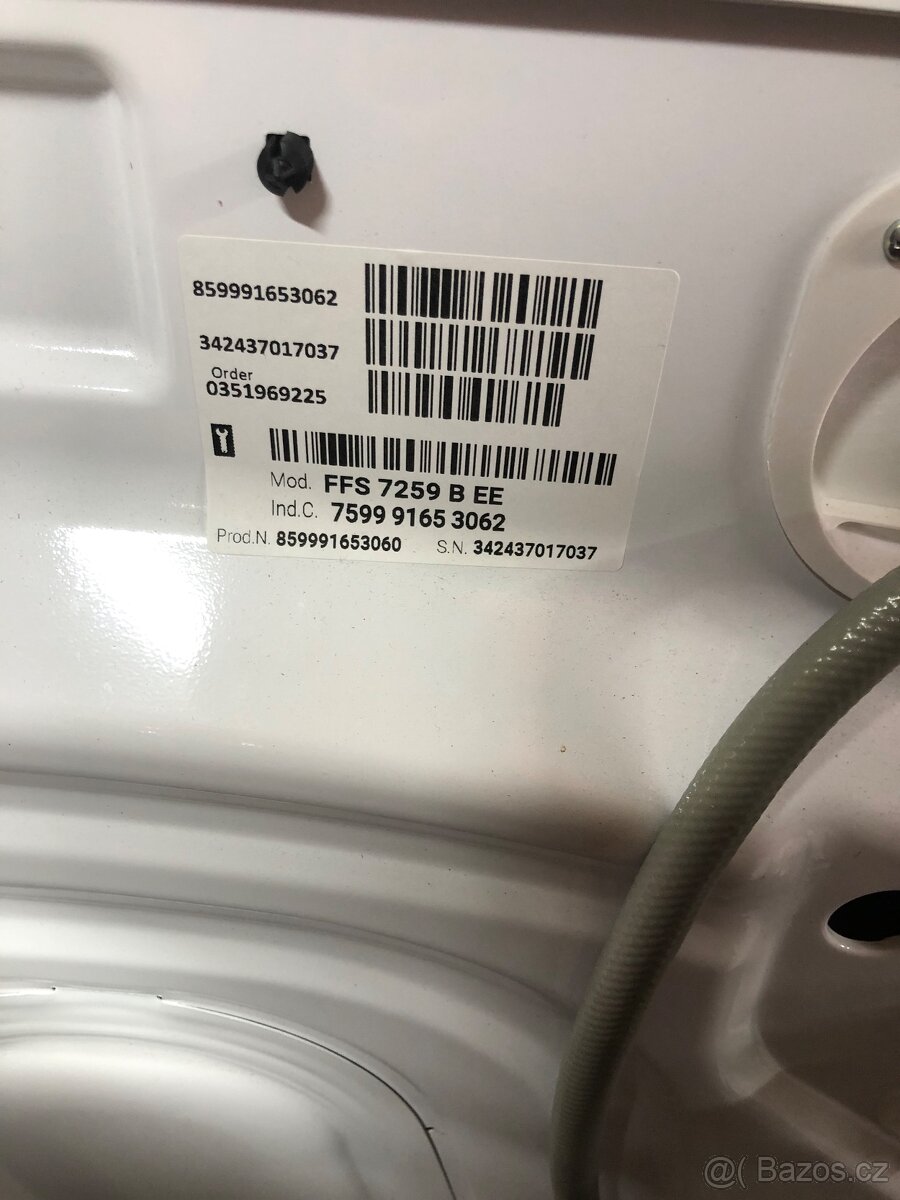 859991653062
342437017037
Order
0351969225
Mod. FFS 7259 B EE
Ind.C. 7599 9165 3062
Prod.N. 859991653060 S.N. 342437017037
@( Bazos.cz